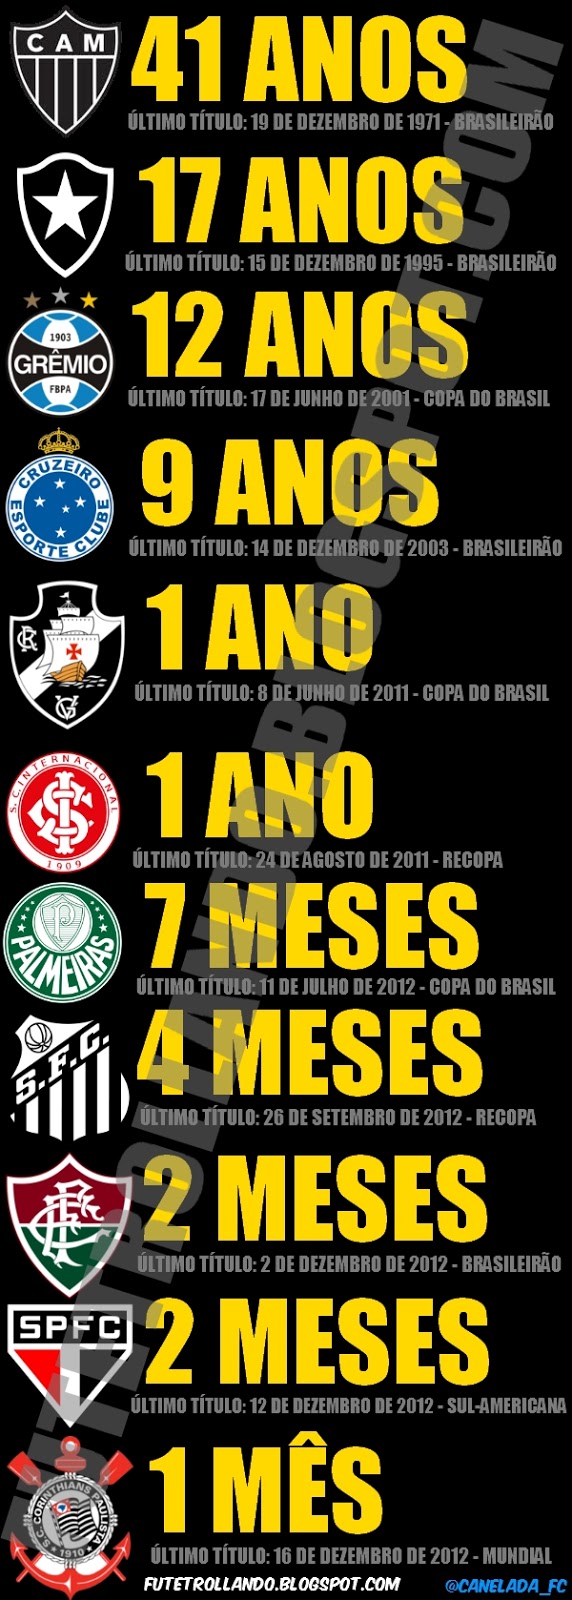 CAM
41 ANOS
ÚLTIMO TÍTULO: 19 DE DEZEMBRO DE 1971 - BRASILEIRÃO
17 ANOS
ÚLTIMO TÍTULO: 15 DE DEZEMBRO DE 1995 - BRASILEIRÃO
1903
GRÊMIO
FBPA
12 ANOS
ÚLTIMO TÍTULO: 17 DE JUNHO DE 2001 - COPA DO BRASIL
CRUZEIRO
ESPORTE CLUBE
9 ANOS
ÚLTIMO TÍTULO: 14 DE DEZEMBRO DE 2003 - BRASILEIRÃO
1 ANO
ÚLTIMO TÍTULO: 8 DE JUNHO DE 2011 - COPA DO BRASIL
S.C. INTERNACIONAL
1909
1 ANO
ÚLTIMO TÍTULO: 24 DE AGOSTO DE 2011 - RECOPA
P
PALMEIRAS
7 MESES
ÚLTIMO TÍTULO: 11 DE JULHO DE 2012 - COPA DO BRASIL
S.F.C.
4 MESES
ÚLTIMO TÍTULO: 26 DE SETEMBRO DE 2012 - RECOPA
2 MESES
ÚLTIMO TÍTULO: 2 DE DEZEMBRO DE 2012 - BRASILEIRÃO
SPFC
2 MESES
ÚLTIMO TÍTULO: 12 DE DEZEMBRO DE 2012 - SUL-AMERICANA
S.C. CORINTHIANS PAULISTA
1910
1 MÊS
ÚLTIMO TÍTULO: 16 DE DEZEMBRO DE 2012 - MUNDIAL
FUTETROLLANDO.BLOGSPOT.COM
FUTETROLLANDO.BLOGSPOT.COM
@CANELADA_FC